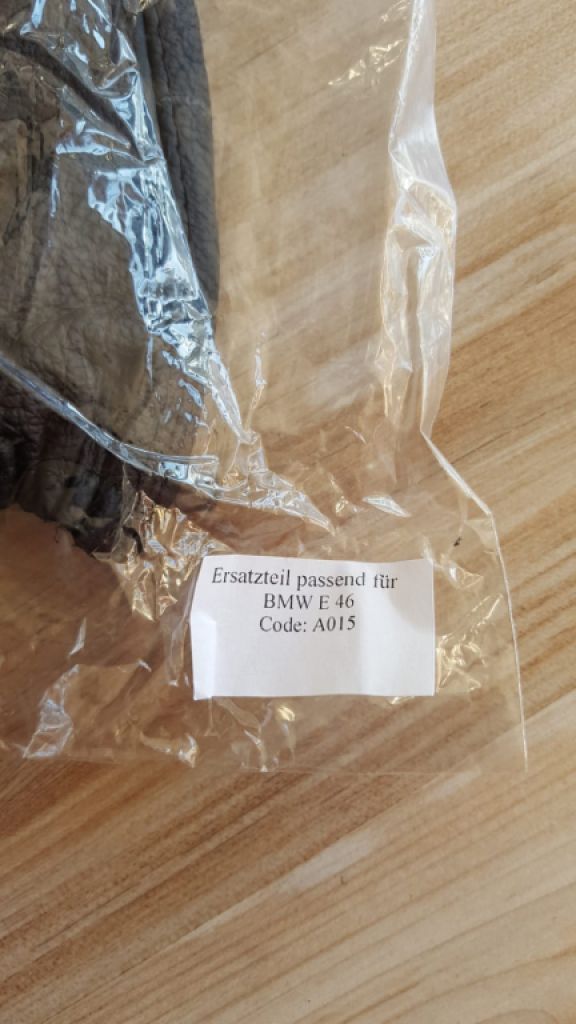 Ersatzteil passend für
BMW E 46
Code: A015